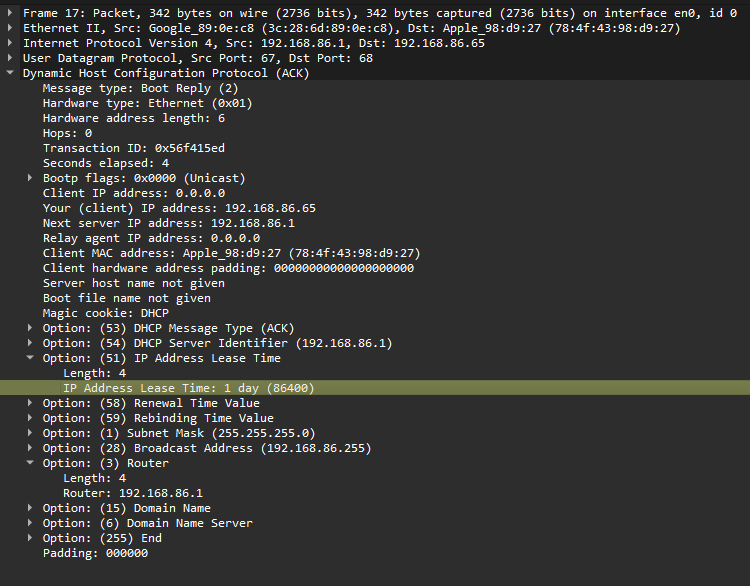 Frame 17: Packet, 342 bytes on wire (2736 bits), 342 bytes captured (2736 bits) on interface en0, id 0
Ethernet II, Src: Google_89:0e:c8 (3c:28:6d:89:0e:c8), Dst: Apple_98:d9:27 (78:4f:43:98:d9:27)
Internet Protocol Version 4, Src: 192.168.86.1, Dst: 192.168.86.65
User Datagram Protocol, Src Port: 67, Dst Port: 68
Dynamic Host Configuration Protocol (ACK)
Message type: Boot Reply (2)
Hardware type: Ethernet (0x01)
Hardware address length: 6
Hops: 0
Transaction ID: 0x56f415ed
Seconds elapsed: 4
Bootp flags: 0x0000 (Unicast)
Client IP address: 0.0.0.0
Your (client) IP address: 192.168.86.65
Next server IP address: 192.168.86.1
Relay agent IP address: 0.0.0.0
Client MAC address: Apple_98:d9:27 (78:4f:43:98:d9:27)
Client hardware address padding: 00000000000000000000
Server host name not given
Boot file name not given
Magic cookie: DHCP
Option: (53) DHCP Message Type (ACK)
Option: (54) DHCP Server Identifier (192.168.86.1)
Option: (51) IP Address Lease Time
Length: 4
IP Address Lease Time: 1 day (86400)
Option: (58) Renewal Time Value
Option: (59) Rebinding Time Value
Option: (1) Subnet Mask (255.255.255.0)
Option: (28) Broadcast Address (192.168.86.255)
Option: (3) Router
Length: 4
Router: 192.168.86.1
Option: (15) Domain Name
Option: (6) Domain Name Server
Option: (255) End
Padding: 000000